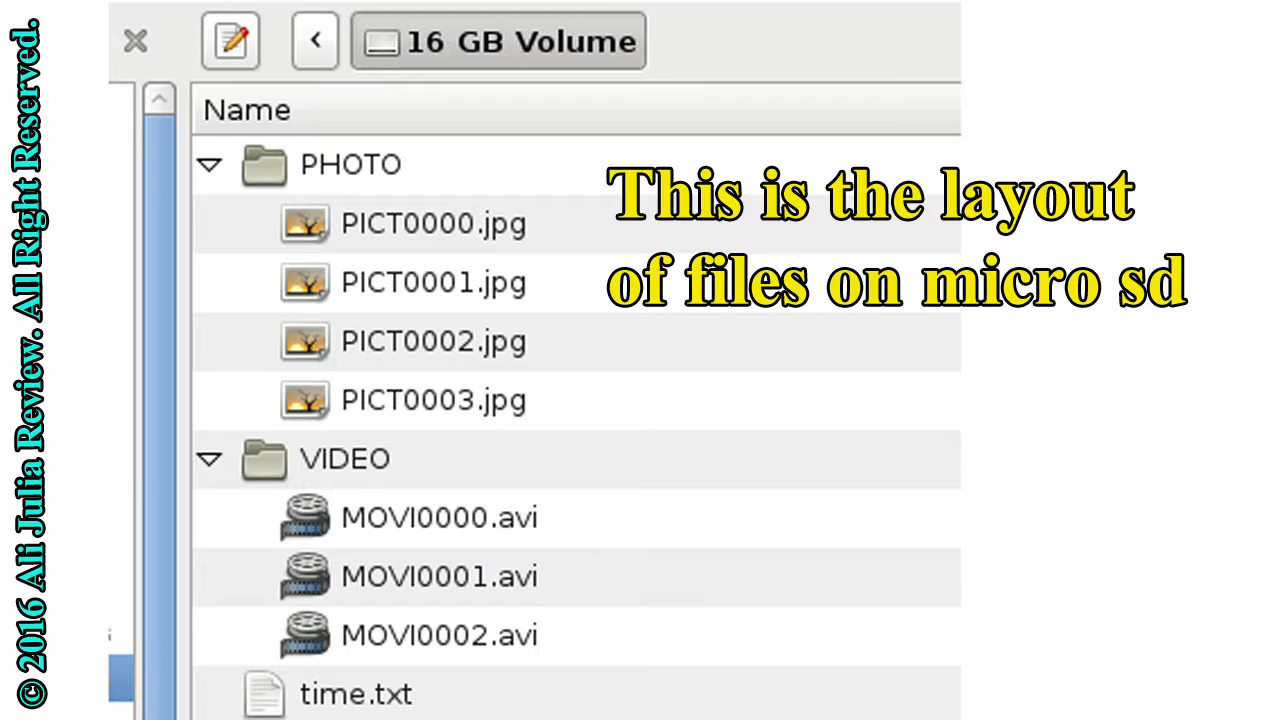 © 2016 Ali Julia Review. All Right Reserved.
16 GB Volume
Name
PHOTO
This is the layout
of files on micro sd
PICT0000.jpg
PICT0001.jpg
PICT0002.jpg
PICT0003.jpg
VIDEO
MOVI0000.avi
MOVI0001.avi
MOVI0002.avi
time.txt